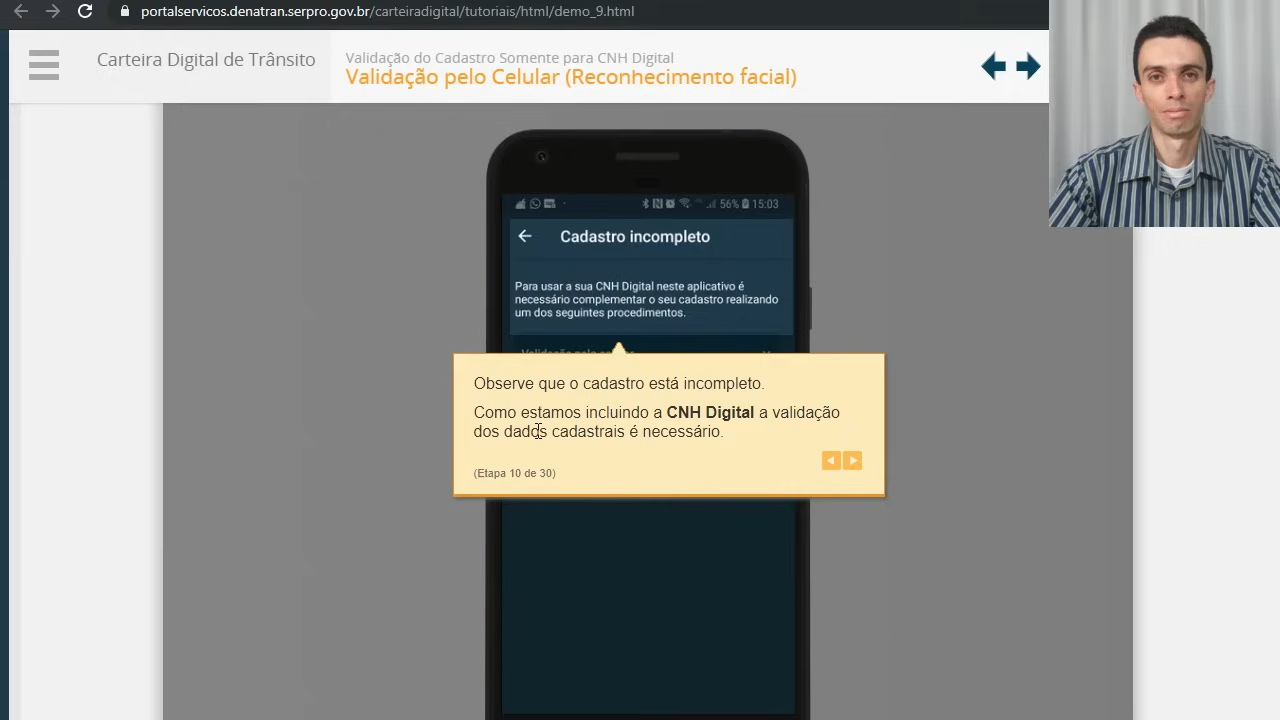 portalservicos.denatran.serpro.gov.br/carteiradigital/tutoriais/html/demo_9.html
Carteira Digital de Trânsito
Validação do Cadastro Somente para CNH Digital
Validação pelo Celular (Reconhecimento facial)
56% 15:03
Cadastro incompleto
Para usar a sua CNH Digital neste aplicativo é
necessário complementar o seu cadastro realizando
um dos seguintes procedimentos.
Observe que o cadastro está incompleto.
Como estamos incluindo a CNH Digital a validação
dos dados cadastrais é necessário.
(Etapa 10 de 30)